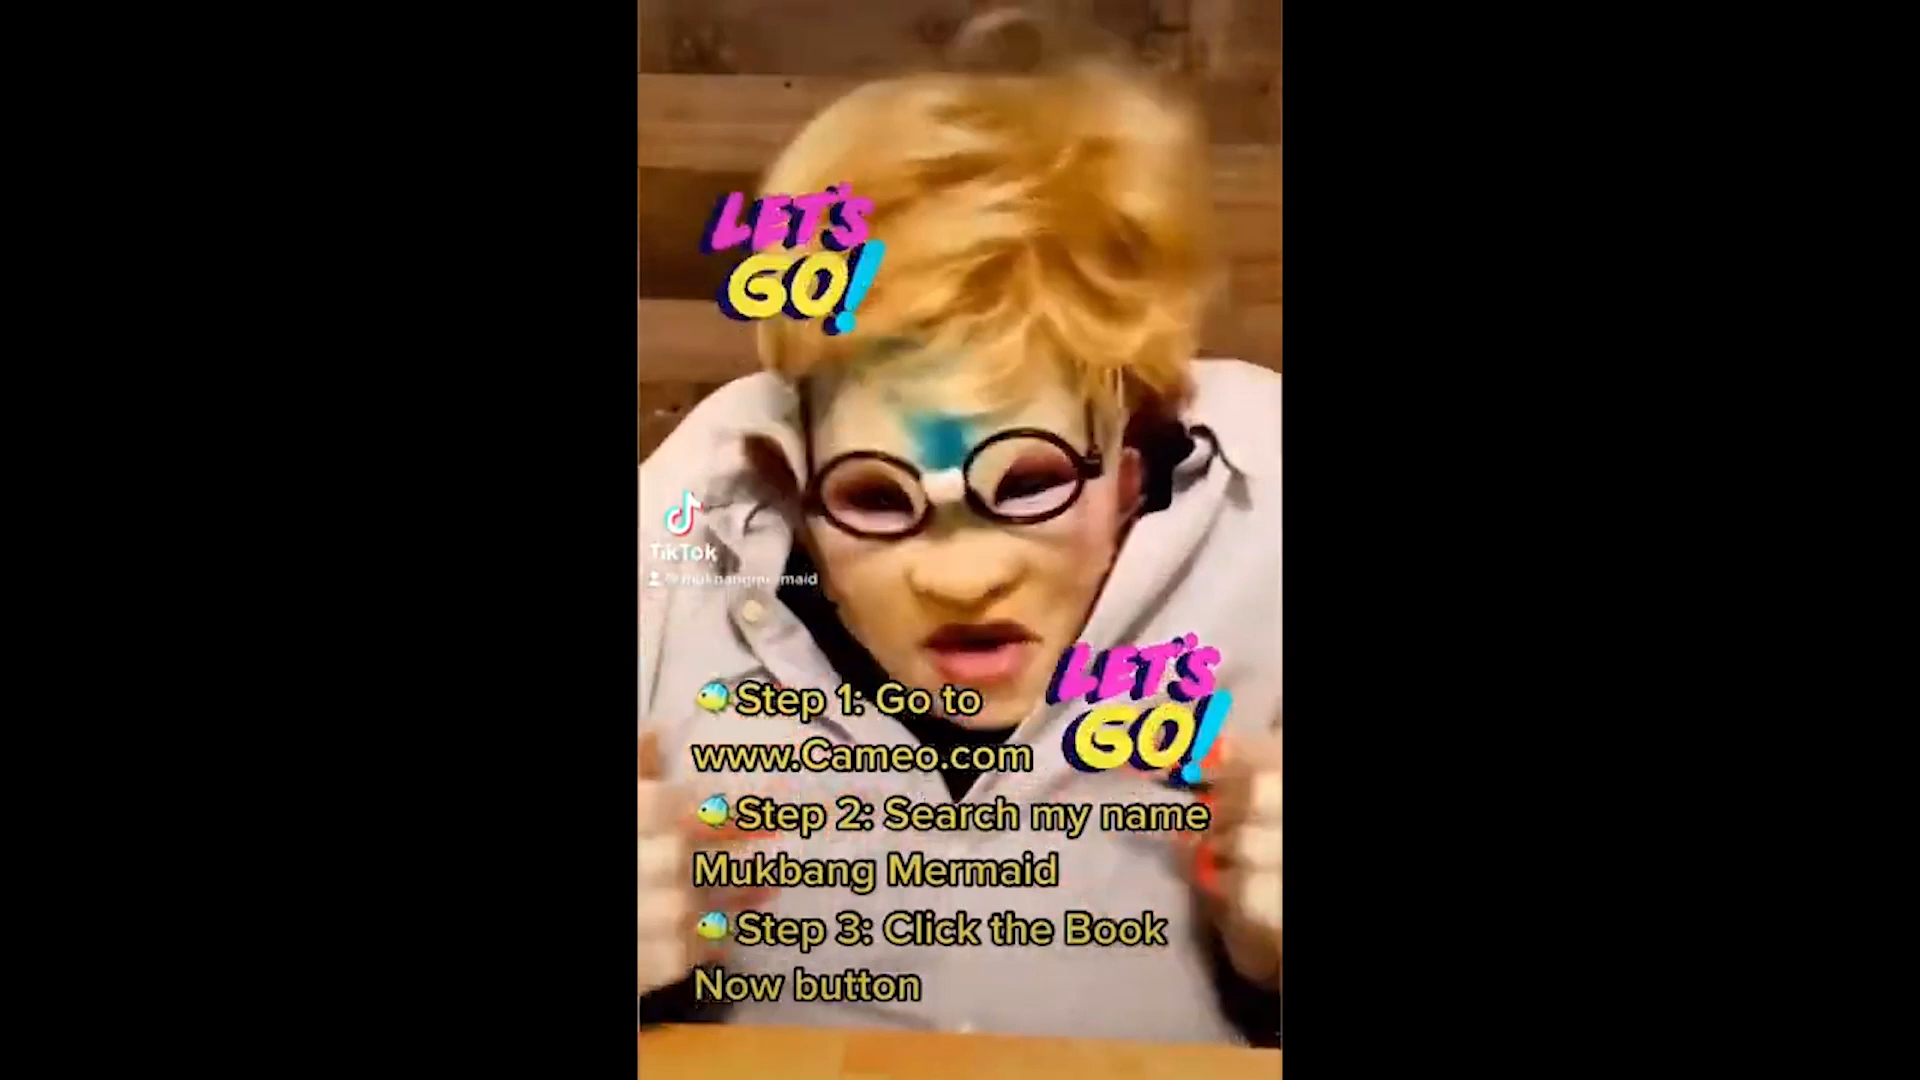 LET'S
GO!
TikTok
@mukbangmermaid
🐠Step 1: Go to
www.Cameo.com
LET'S
GO!
🐠Step 2: Search my name
Mukbang Mermaid
🐠Step 3: Click the Book
Now button